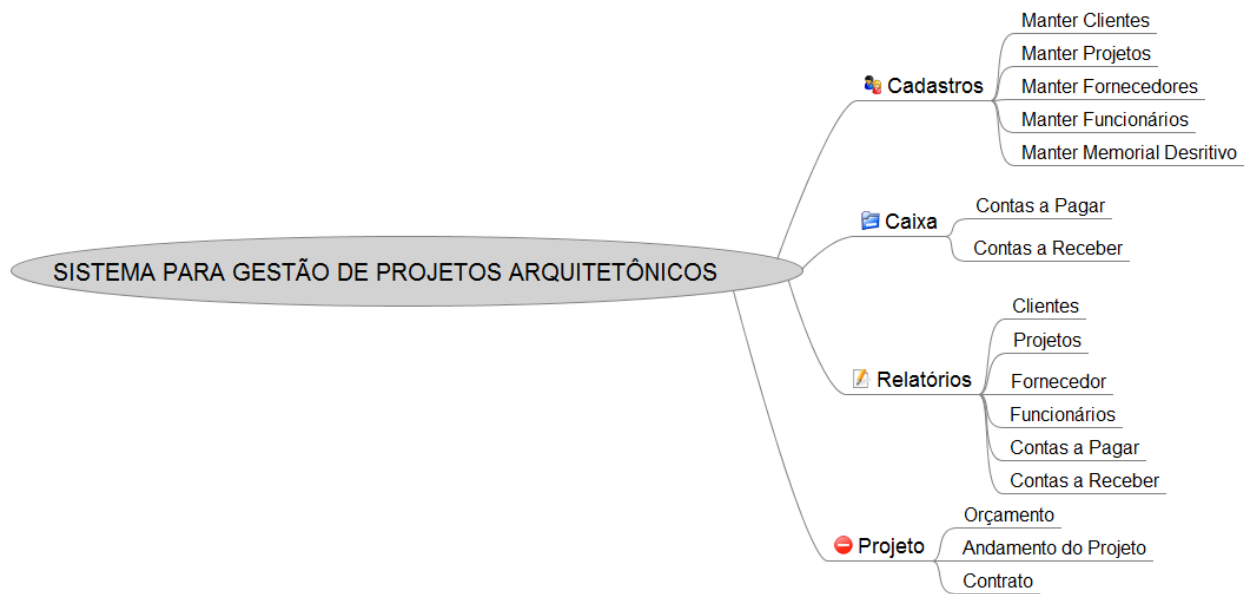 SISTEMA PARA GESTÃO DE PROJETOS ARQUITETÔNICOS
Cadastros
Manter Clientes
Manter Projetos
Manter Fornecedores
Manter Funcionários
Manter Memorial Desritivo
Caixa
Contas a Pagar
Contas a Receber
Relatórios
Clientes
Projetos
Fornecedor
Funcionários
Contas a Pagar
Contas a Receber
Projeto
Orçamento
Andamento do Projeto
Contrato